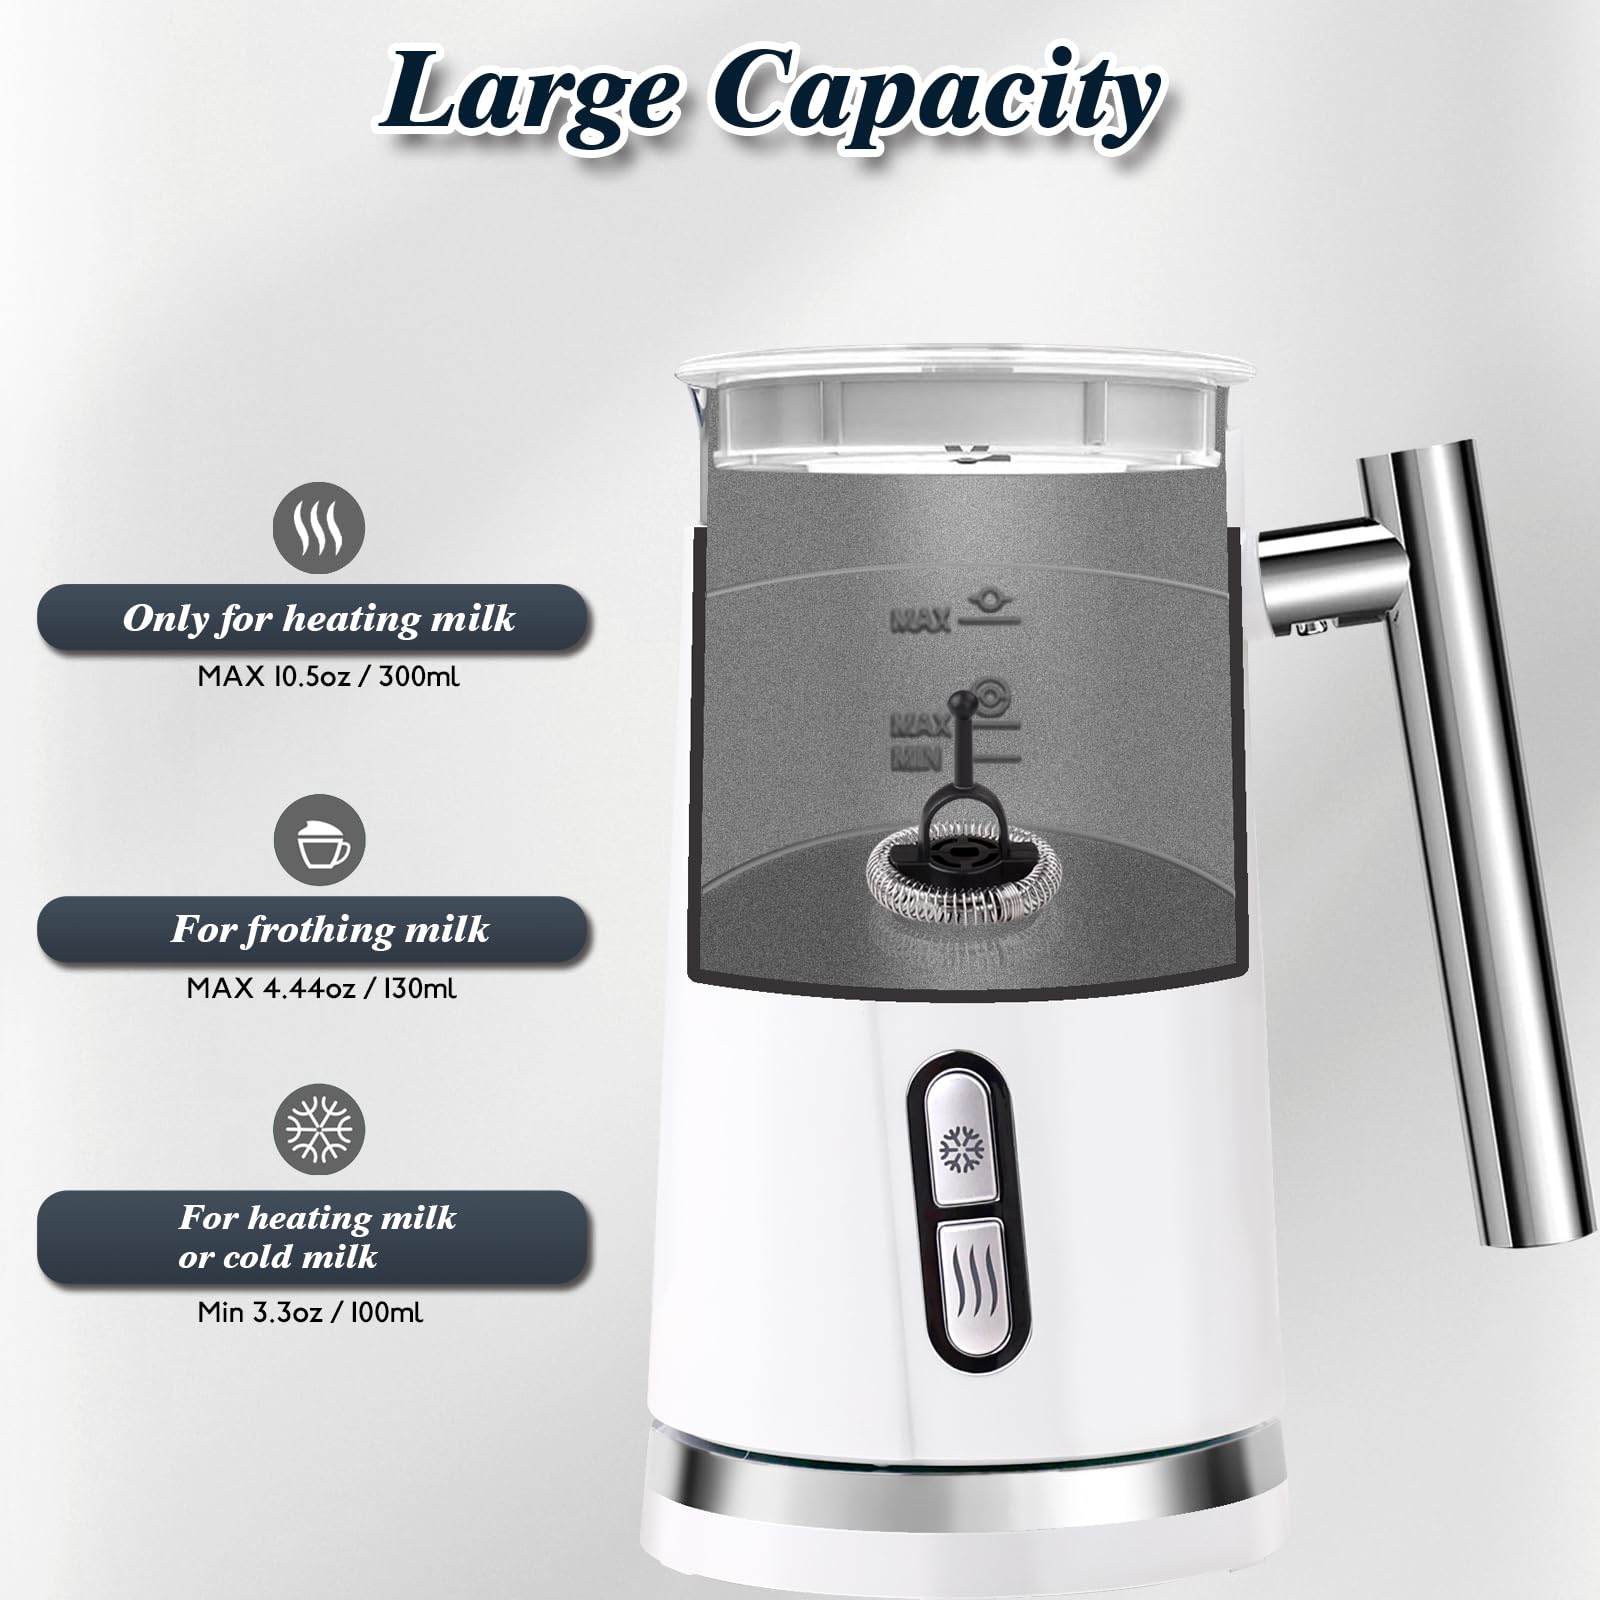 Large Capacity
Only for heating milk
MAX 10.5oz / 300ml
For frothing milk
MAX 4.44oz / 130ml
For heating milk
or cold milk
Min 3.3oz / 100ml
MAX
MAX
MIN